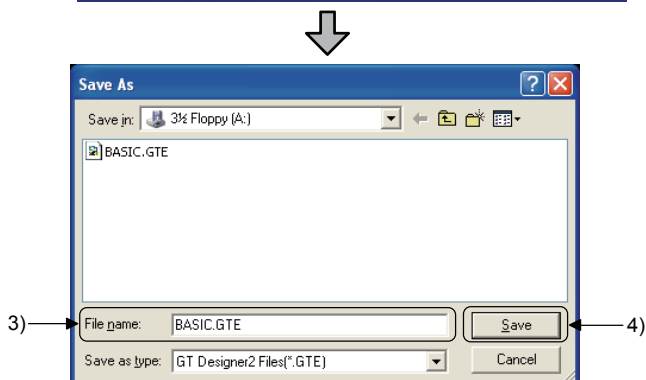 Save As
Save in: 3½ Floppy (A:)
BASIC.GTE
3) File name: BASIC.GTE Save 4)
Save as type: GT Designer2 Files(*.GTE) Cancel